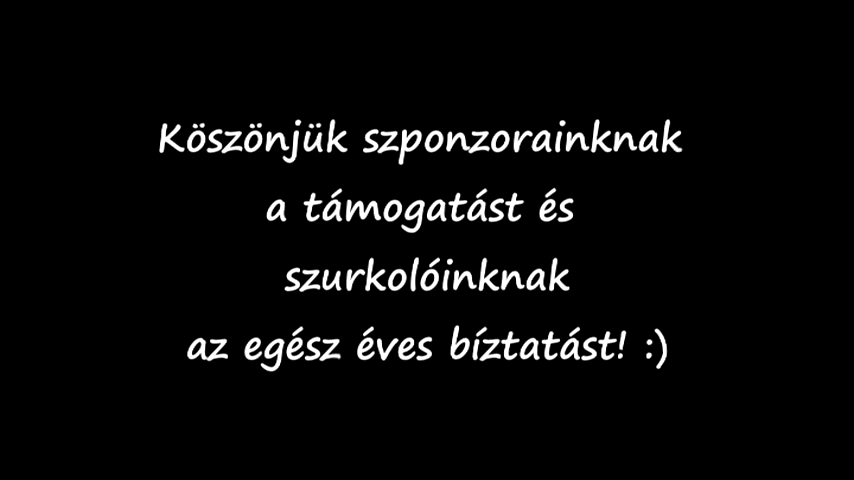 Köszönjük szponzorainknak
a támogatást és
szurkolóinknak
az egész éves bíztatást! :)